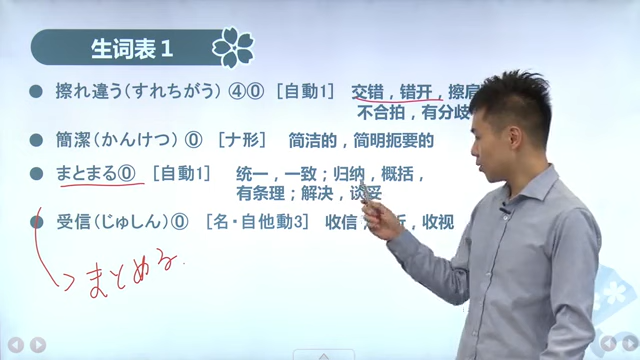 生词表1
● 擦れ違う(すれちがう) ④⓪ [自動1] 交错，错开，擦肩
不合拍，有分歧
● 簡潔(かんけつ) ⓪ [ナ形] 简洁的，简明扼要的
● まとまる⓪ [自動1] 统一，一致；归纳，概括，
有条理；解决，谈妥
● 受信(じゅしん)⓪ [名・自他動3] 收信，收视
まとめる